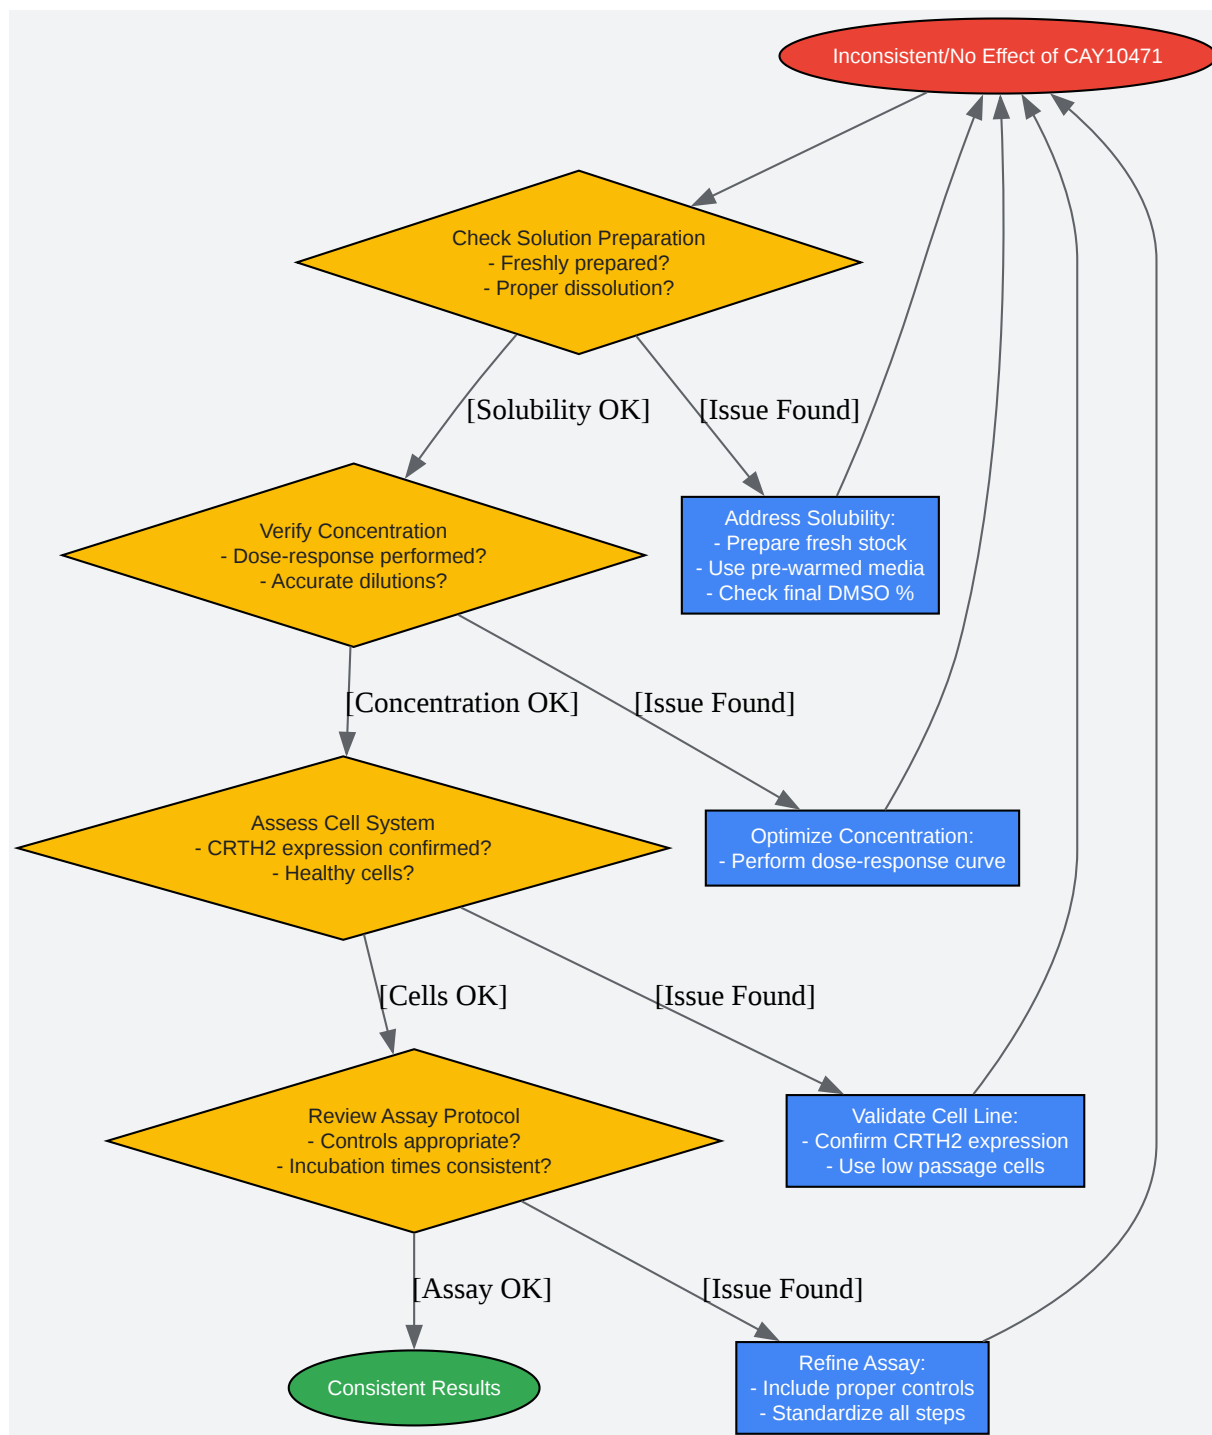 Inconsistent/No Effect of CAY10471
Check Solution Preparation
- Freshly prepared?
- Proper dissolution?
[Solubility OK]
[Issue Found]
Verify Concentration
- Dose-response performed?
- Accurate dilutions?
Address Solubility:
- Prepare fresh stock
- Use pre-warmed media
- Check final DMSO %
[Concentration OK]
[Issue Found]
Assess Cell System
- CRTH2 expression confirmed?
- Healthy cells?
Optimize Concentration:
- Perform dose-response curve
[Cells OK]
[Issue Found]
Review Assay Protocol
- Controls appropriate?
- Incubation times consistent?
Validate Cell Line:
- Confirm CRTH2 expression
- Use low passage cells
[Assay OK]
[Issue Found]
Consistent Results
Refine Assay:
- Include proper controls
- Standardize all steps